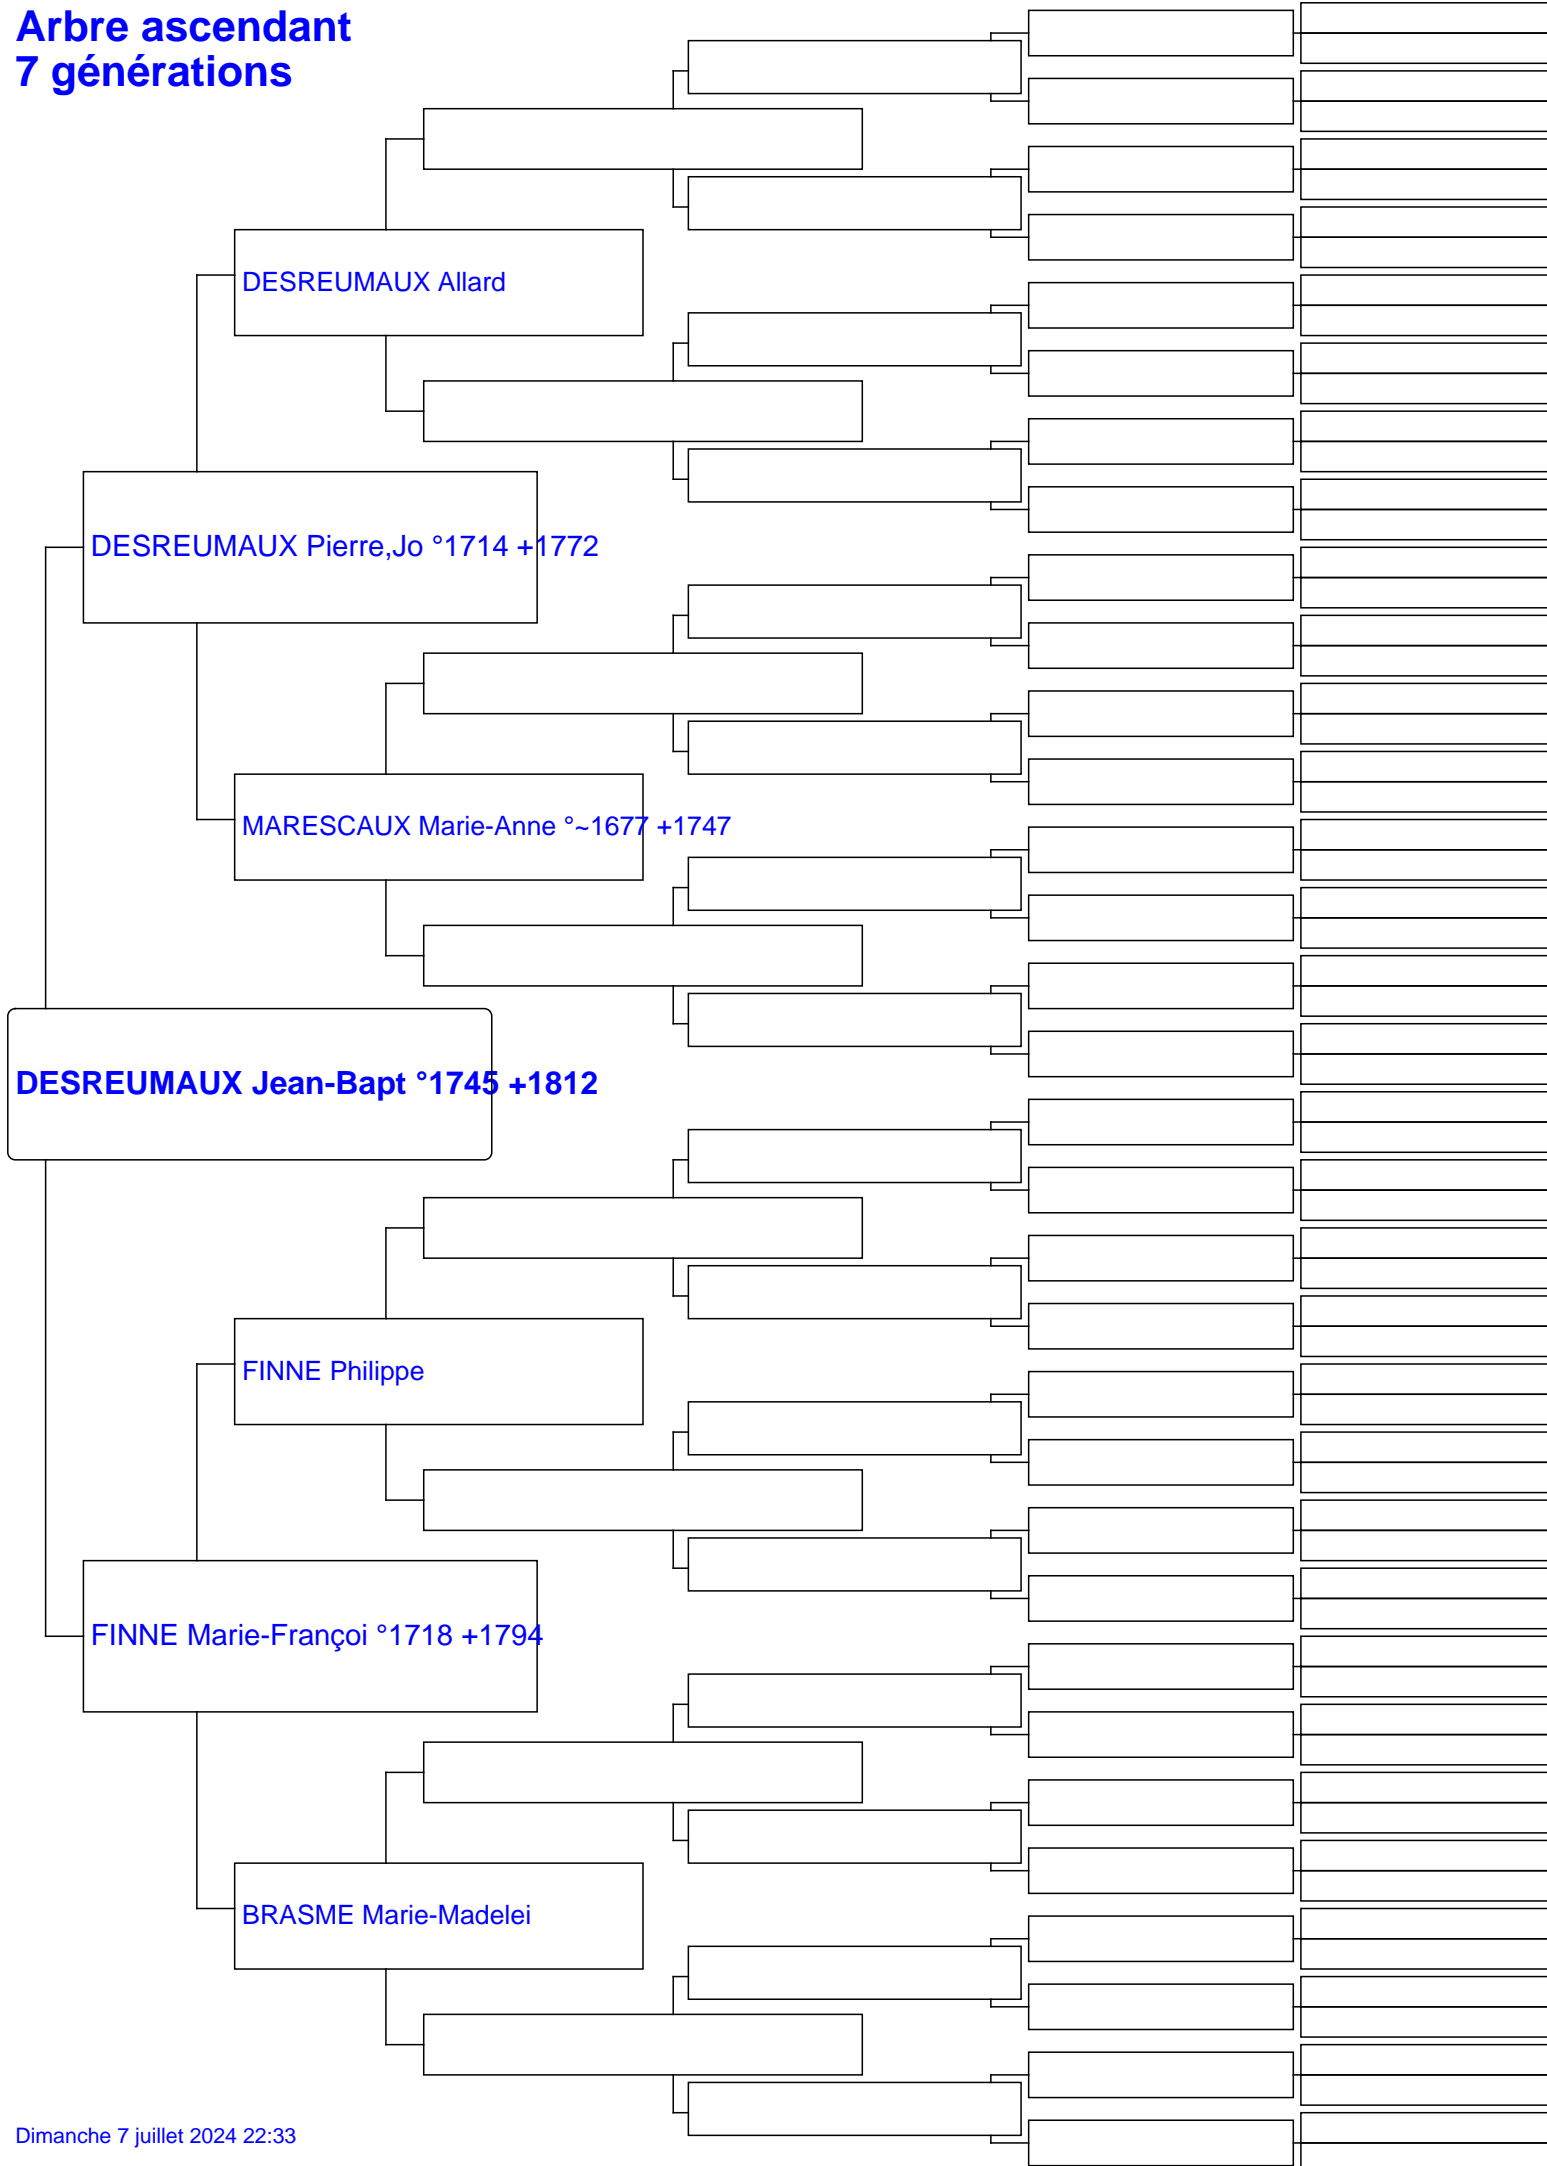 Arbre ascendant
7 générations
DESREUMAUX Allard
DESREUMAUX Pierre,Jo °1714 +1772
MARESCAUX Marie-Anne °~1677 +1747
DESREUMAUX Jean-Bapt °1745 +1812
FINNE Philippe
FINNE Marie-Françoi °1718 +1794
BRASME Marie-Madelei
Dimanche 7 juillet 2024 22:33